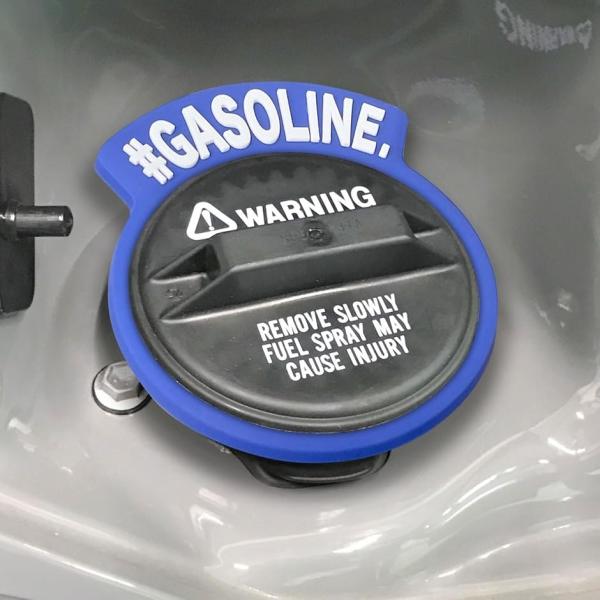 #GASOLINE.
WARNING
REMOVE SLOWLY
FUEL SPRAY MAY
CAUSE INJURY